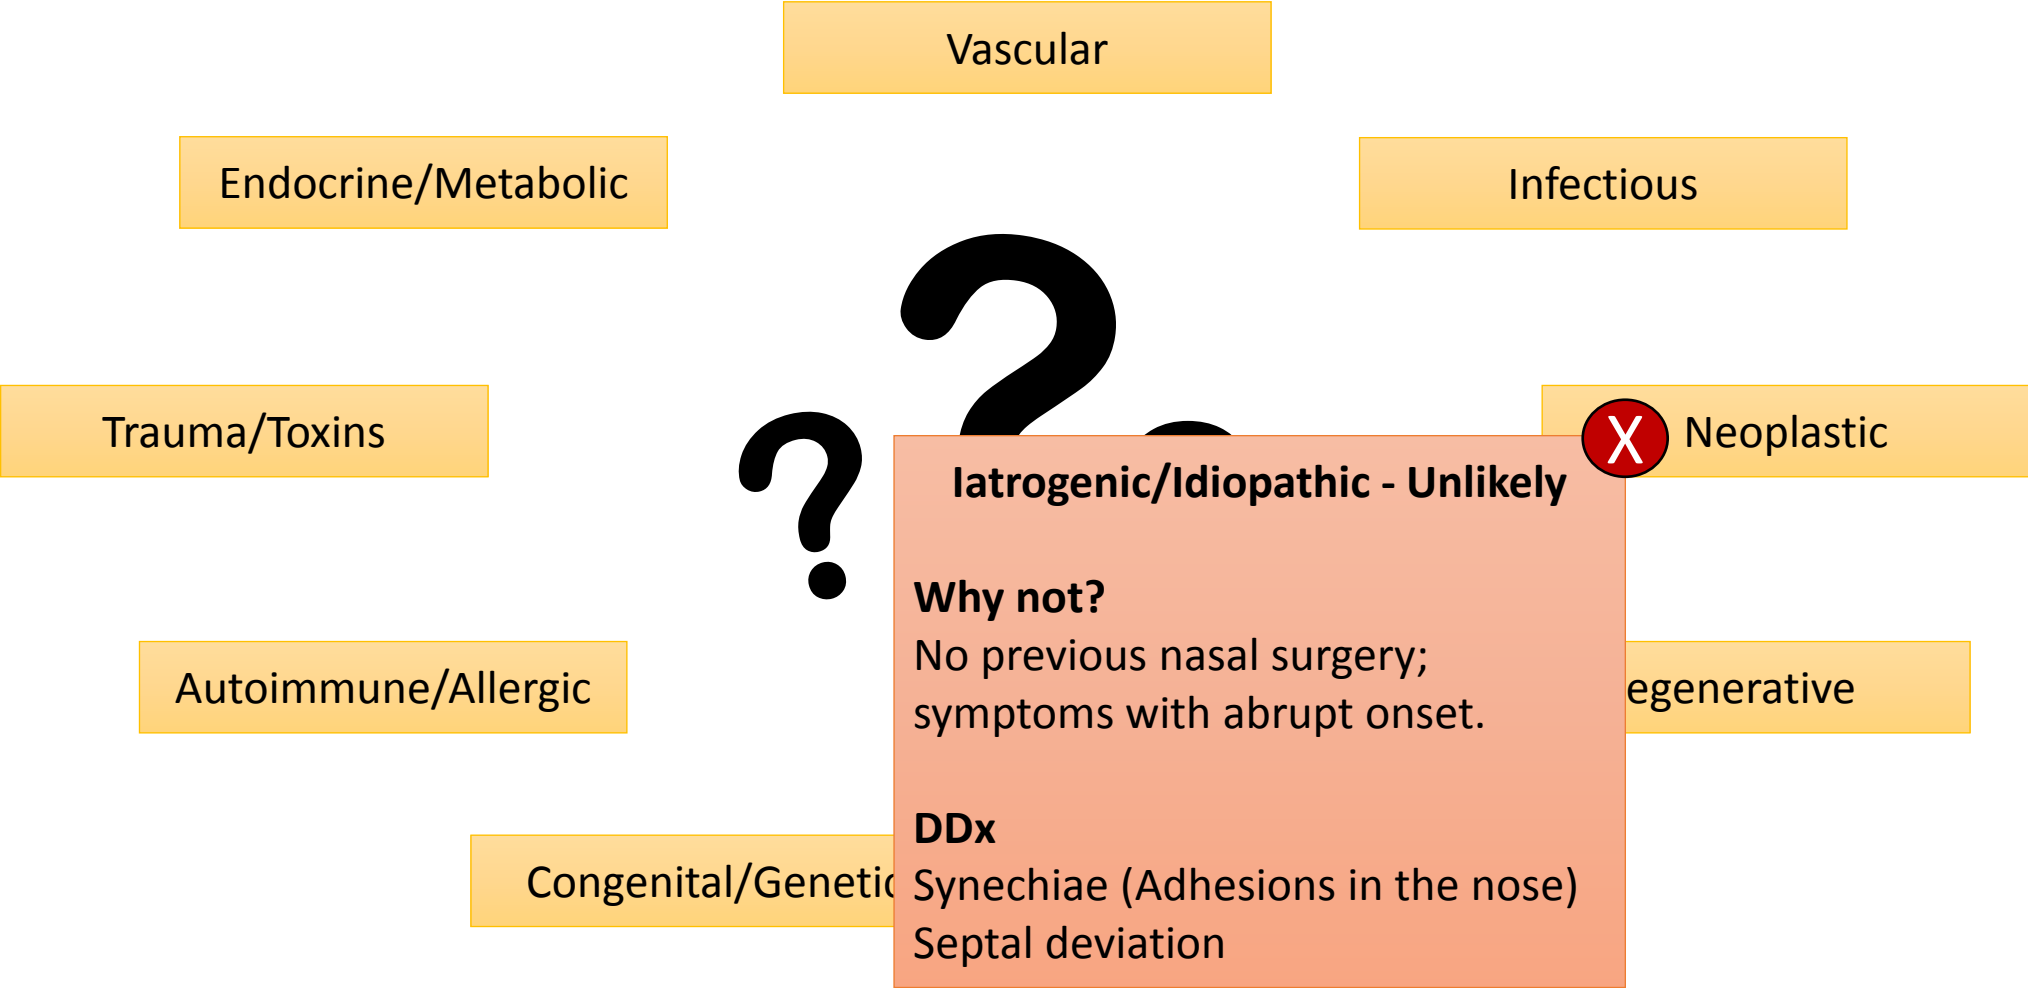 Vascular
Endocrine/Metabolic
Infectious
Trauma/Toxins
X
Neoplastic
Iatrogenic/Idiopathic - Unlikely
Why not?
No previous nasal surgery;
symptoms with abrupt onset.
Autoimmune/Allergic
egenerative
DDx
Congenital/Genetic
Synechiae (Adhesions in the nose)
Septal deviation